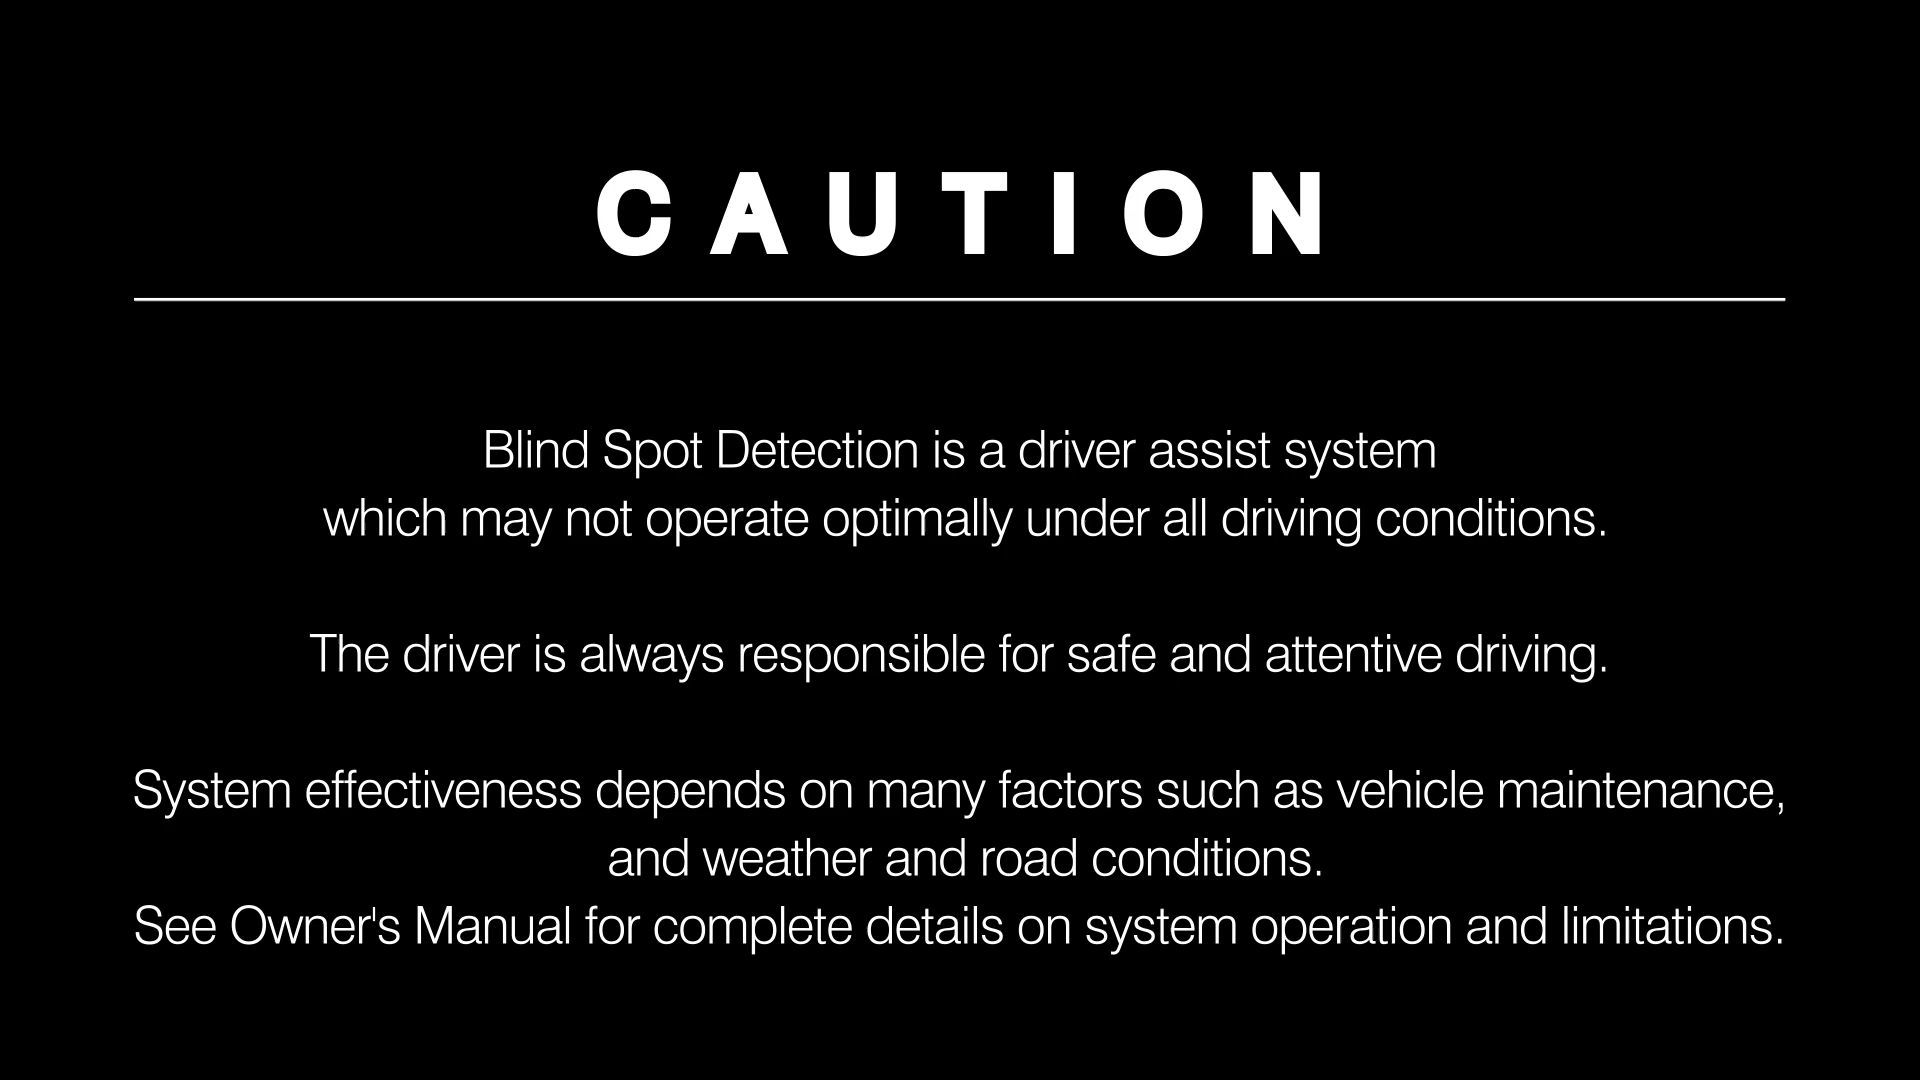 CAUTION
Blind Spot Detection is a driver assist system
which may not operate optimally under all driving conditions.
The driver is always responsible for safe and attentive driving.
System effectiveness depends on many factors such as vehicle maintenance,
and weather and road conditions.
See Owner's Manual for complete details on system operation and limitations.